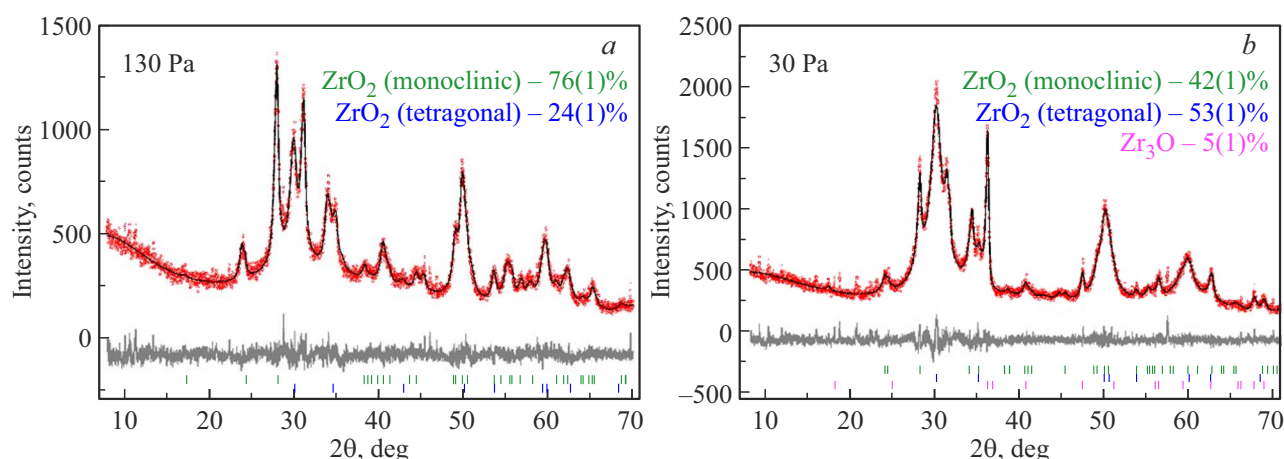 1500
1000
500
0
Intensity, counts
130 Pa
a
ZrO₂ (monoclinic) – 76(1)%
ZrO₂ (tetragonal) – 24(1)%
10 20 30 40 50 60 70
2θ, deg
2500
2000
1500
1000
500
0
−500
Intensity, counts
30 Pa
b
ZrO₂ (monoclinic) – 42(1)%
ZrO₂ (tetragonal) – 53(1)%
Zr₃O – 5(1)%
10 20 30 40 50 60 70
2θ, deg